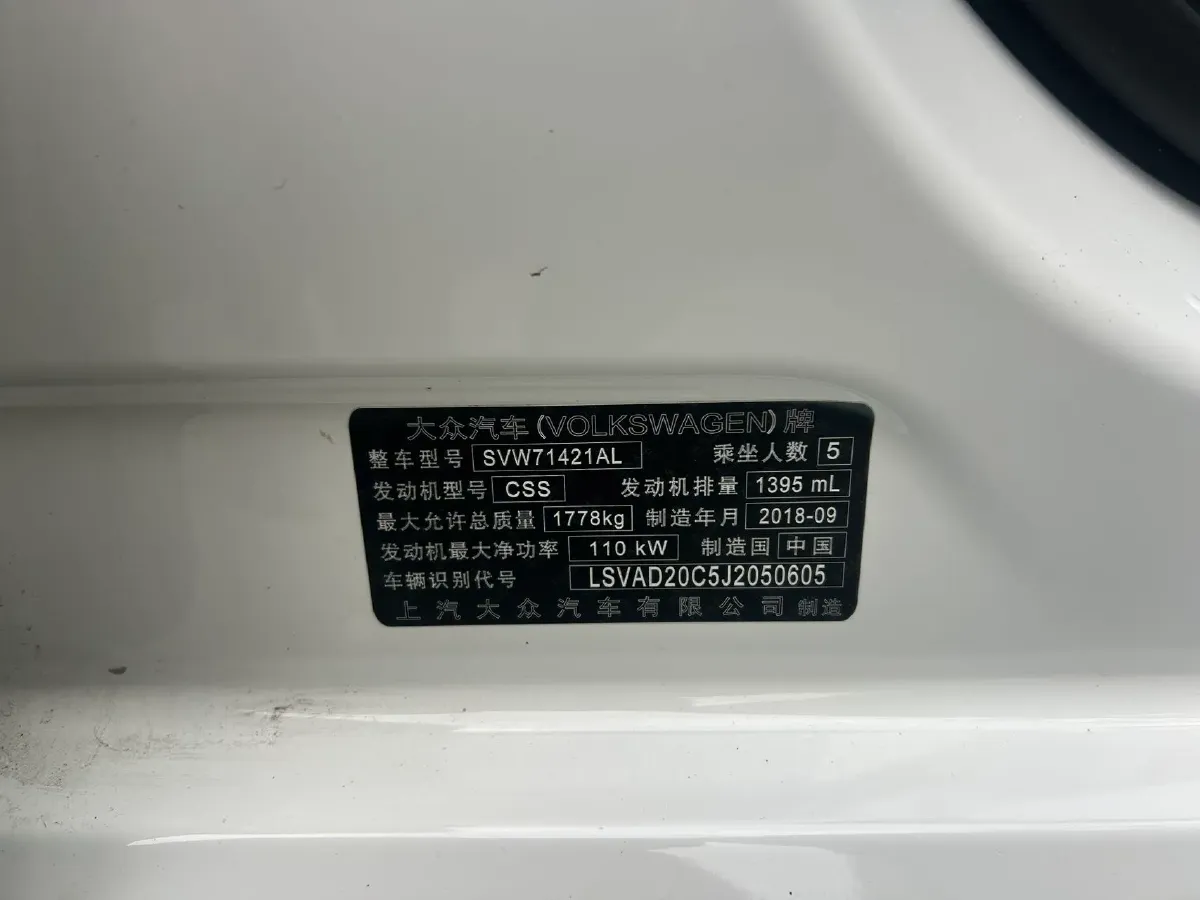 大众汽车(VOLKSWAGEN)牌
整车型号 SVW71421AL 乘坐人数 5
发动机型号 CSS 发动机排量 1395 mL
最大允许总质量 1778kg 制造年月 2018-09
发动机最大净功率 110 kW 制造国 中国
车辆识别代号 LSVAD20C5J2050605
上汽大众汽车有限公司 制造